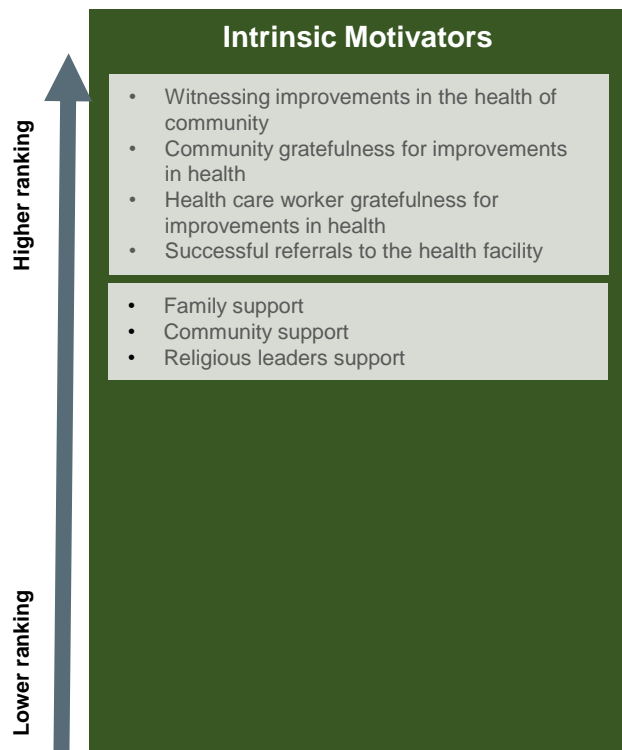 Intrinsic Motivators
Higher ranking
• Witnessing improvements in the health of
community
• Community gratefulness for improvements
in health
• Health care worker gratefulness for
improvements in health
• Successful referrals to the health facility
• Family support
• Community support
• Religious leaders support
Lower ranking